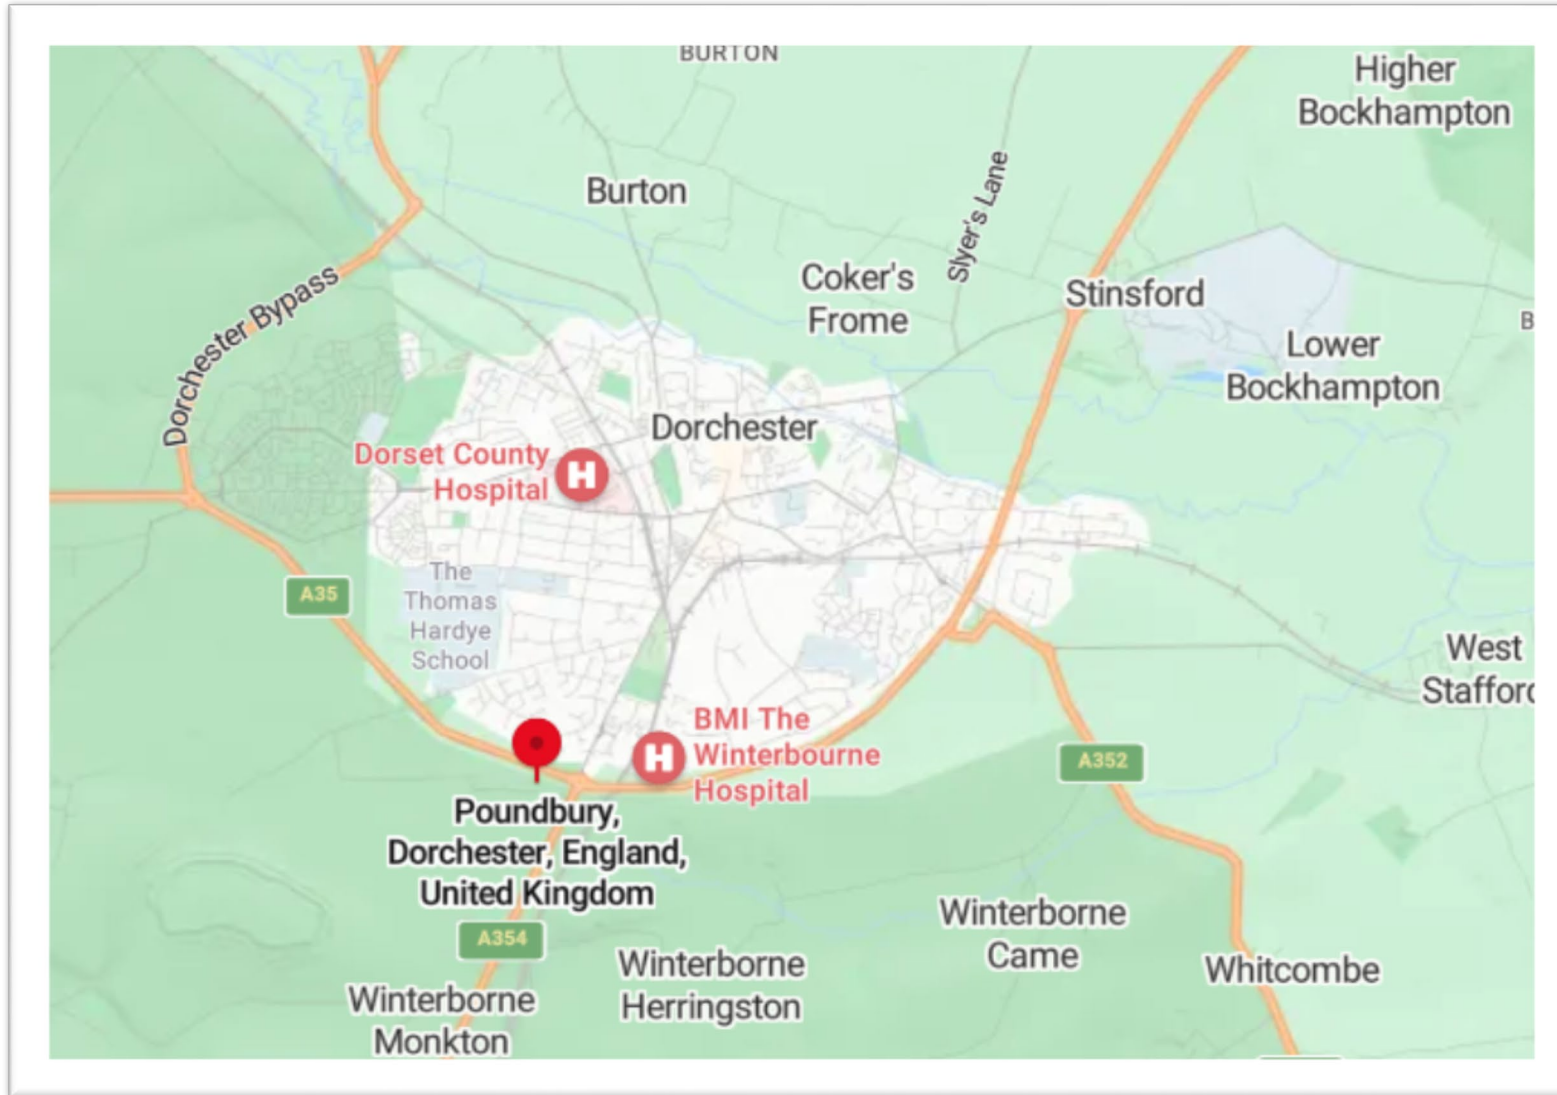 BURTON
Higher
Bockhampton
Burton
Slyer's Lane
Coker's
Frome
Stinsford
Dorchester Bypass
Lower
Bockhampton
B
Dorchester
Dorset County
Hospital
H
The
Thomas
Hardye
School
A35
West
Stafford
BMI The
Winterbourne
Hospital
H
A352
Poundbury,
Dorchester, England,
United Kingdom
A354
Winterborne
Came
Winterborne
Herringston
Whitcombe
Winterborne
Monkton